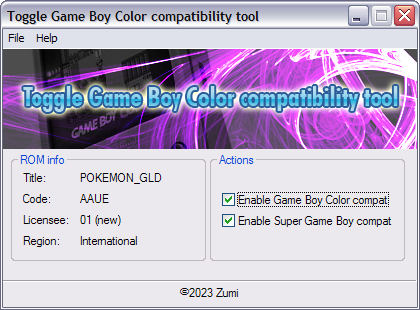 Toggle Game Boy Color compatibility tool
File Help
Toggle Game Boy Color compatibility tool
GAME BOY COLOR
ROM info
Title: POKEMON_GLD
Code: AAUE
Licensee: 01 (new)
Region: International
Actions
Enable Game Boy Color compat
Enable Super Game Boy compat
©2023 Zumi